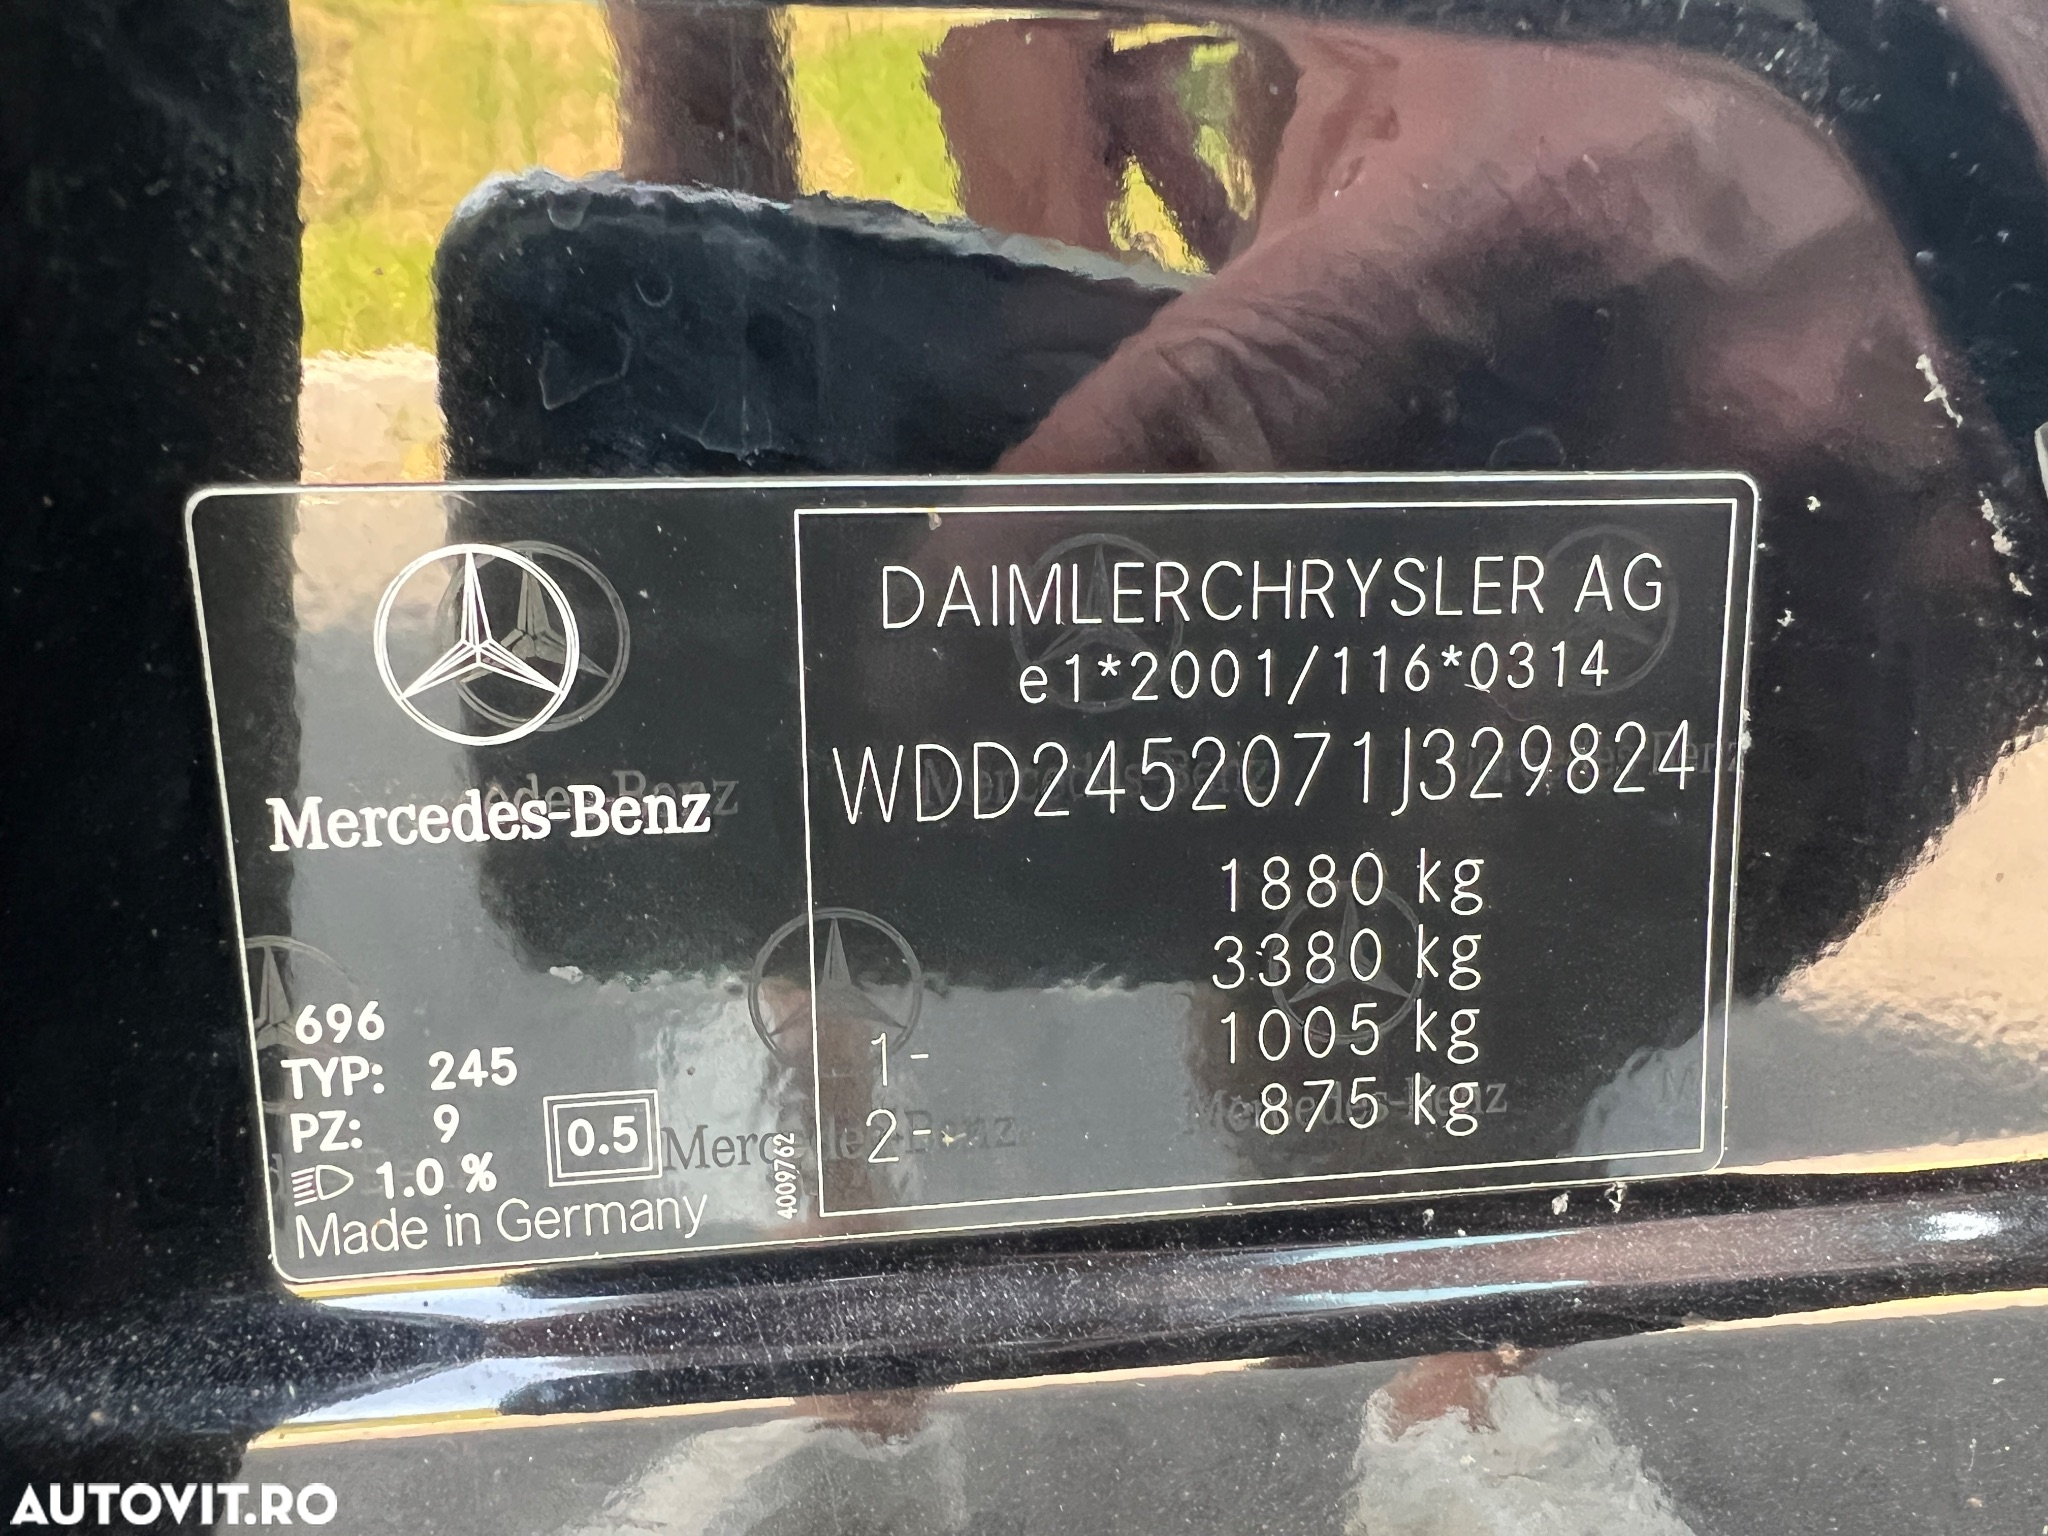 Mercedes-Benz
696
TYP: 245
PZ: 9
1.0 %
0.5
Made in Germany
4009762
DAIMLERCHRYSLER AG
e1*2001/116*0314
WDD2452071J329824
1880 kg
3380 kg
1- 1005 kg
2- 875 kg
AUTOVIT.RO